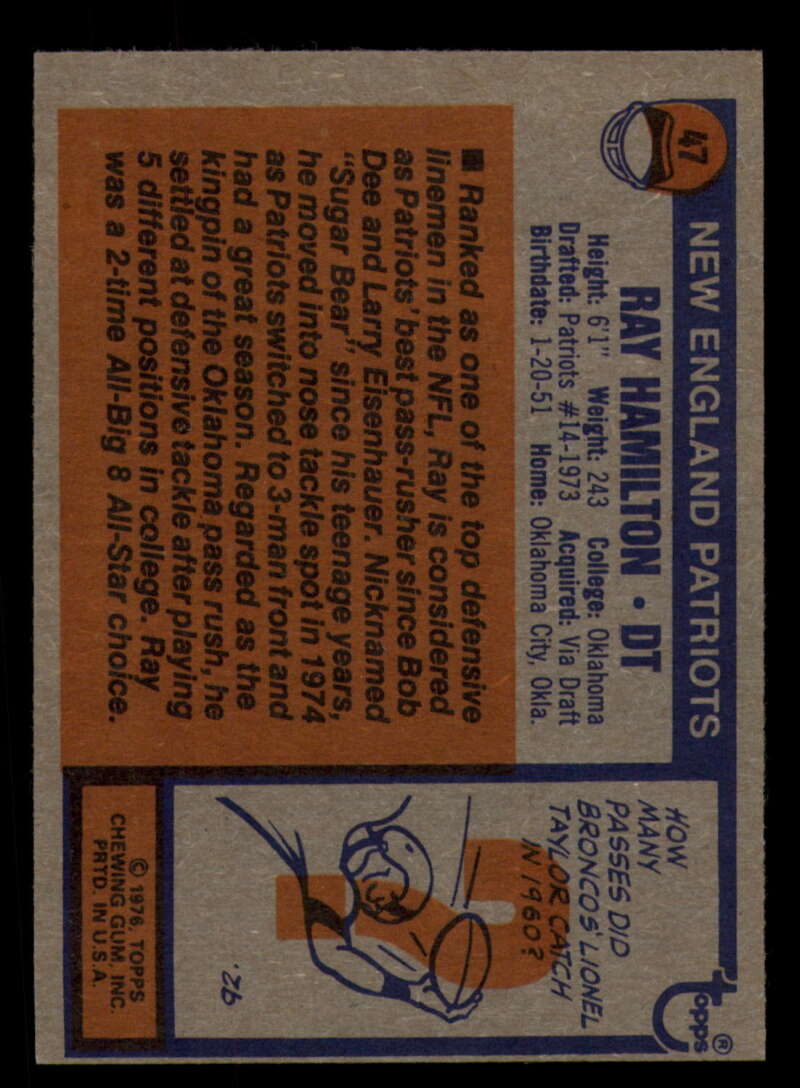 47
NEW ENGLAND PATRIOTS
RAY HAMILTON • DT
Height: 6'1" Weight: 243 College: Oklahoma
Drafted: Patriots #14-1973 Acquired: Via Draft
Birthdate: 1-20-51 Home: Oklahoma City, Okla.
■ Ranked as one of the top defensive
linemen in the NFL, Ray is considered
as Patriots' best pass-rusher since Bob
Dee and Larry Eisenhauer. Nicknamed
"Sugar Bear" since his teenage years,
he moved into nose tackle spot in 1974
as Patriots switched to 3-man front and
had a great season. Regarded as the
kingpin of the Oklahoma pass rush, he
settled at defensive tackle after playing
5 different positions in college. Ray
was a 2-time All-Big 8 All-Star choice.
topps®
HOW
MANY
PASSES DID
BRONCOS' LIONEL
TAYLOR CATCH
IN 1960?
?
92.
© 1976, TOPPS
CHEWING GUM, INC.
PRTD. IN U.S.A.